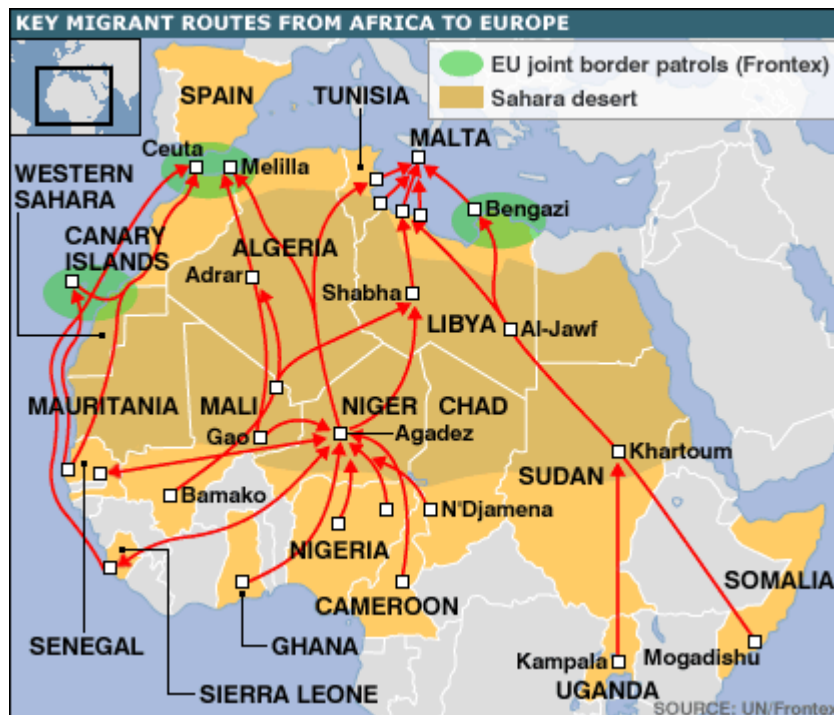 KEY MIGRANT ROUTES FROM AFRICA TO EUROPE
EU joint border patrols (Frontex)
Sahara desert
SPAIN
TUNISIA
MALTA
Ceuta
Melilla
WESTERN
SAHARA
Bengazi
CANARY
ISLANDS
ALGERIA
Adrar
Shabha
LIBYA
Al-Jawf
MAURITANIA
MALI
NIGER
CHAD
Gao
Agadez
Khartoum
SUDAN
Bamako
N'Djamena
NIGERIA
SOMALIA
CAMEROON
SENEGAL
GHANA
Kampala
Mogadishu
UGANDA
SIERRA LEONE
SOURCE: UN/Frontex